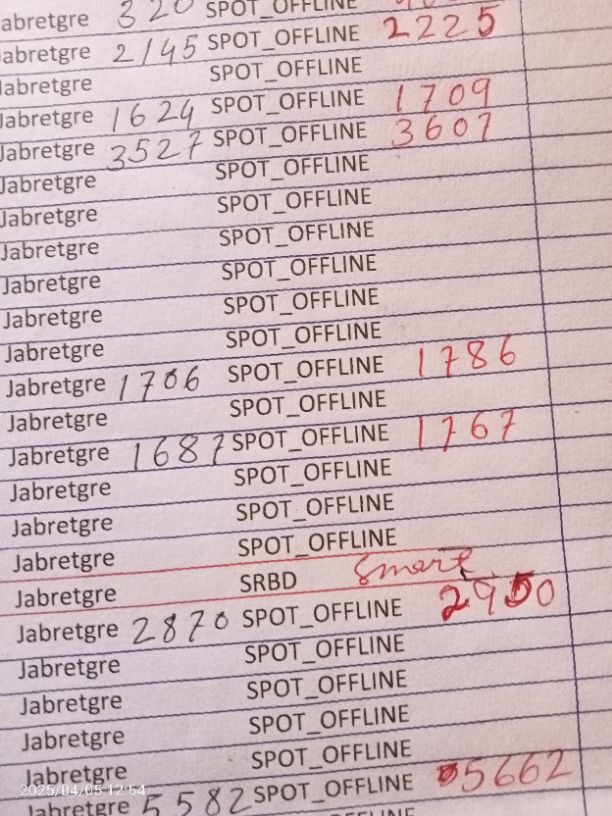 Jabretgre 320 SPOT_OFFLINE
Jabretgre 2145 SPOT_OFFLINE 2225
Jabretgre SPOT_OFFLINE
Jabretgre 1624 SPOT_OFFLINE 1709
Jabretgre 3527 SPOT_OFFLINE 3607
Jabretgre SPOT_OFFLINE
Jabretgre SPOT_OFFLINE
Jabretgre SPOT_OFFLINE
Jabretgre SPOT_OFFLINE
Jabretgre SPOT_OFFLINE
Jabretgre SPOT_OFFLINE
Jabretgre 1706 SPOT_OFFLINE 1786
Jabretgre SPOT_OFFLINE
Jabretgre 1687 SPOT_OFFLINE 1767
Jabretgre SPOT_OFFLINE
Jabretgre SPOT_OFFLINE
Jabretgre SPOT_OFFLINE
Jabretgre SRBD Smart
Jabretgre 2870 SPOT_OFFLINE 2950
Jabretgre SPOT_OFFLINE
Jabretgre SPOT_OFFLINE
Jabretgre SPOT_OFFLINE
Jabretgre SPOT_OFFLINE
Jabretgre 5582 SPOT_OFFLINE 5662
2025/04/05 12:54